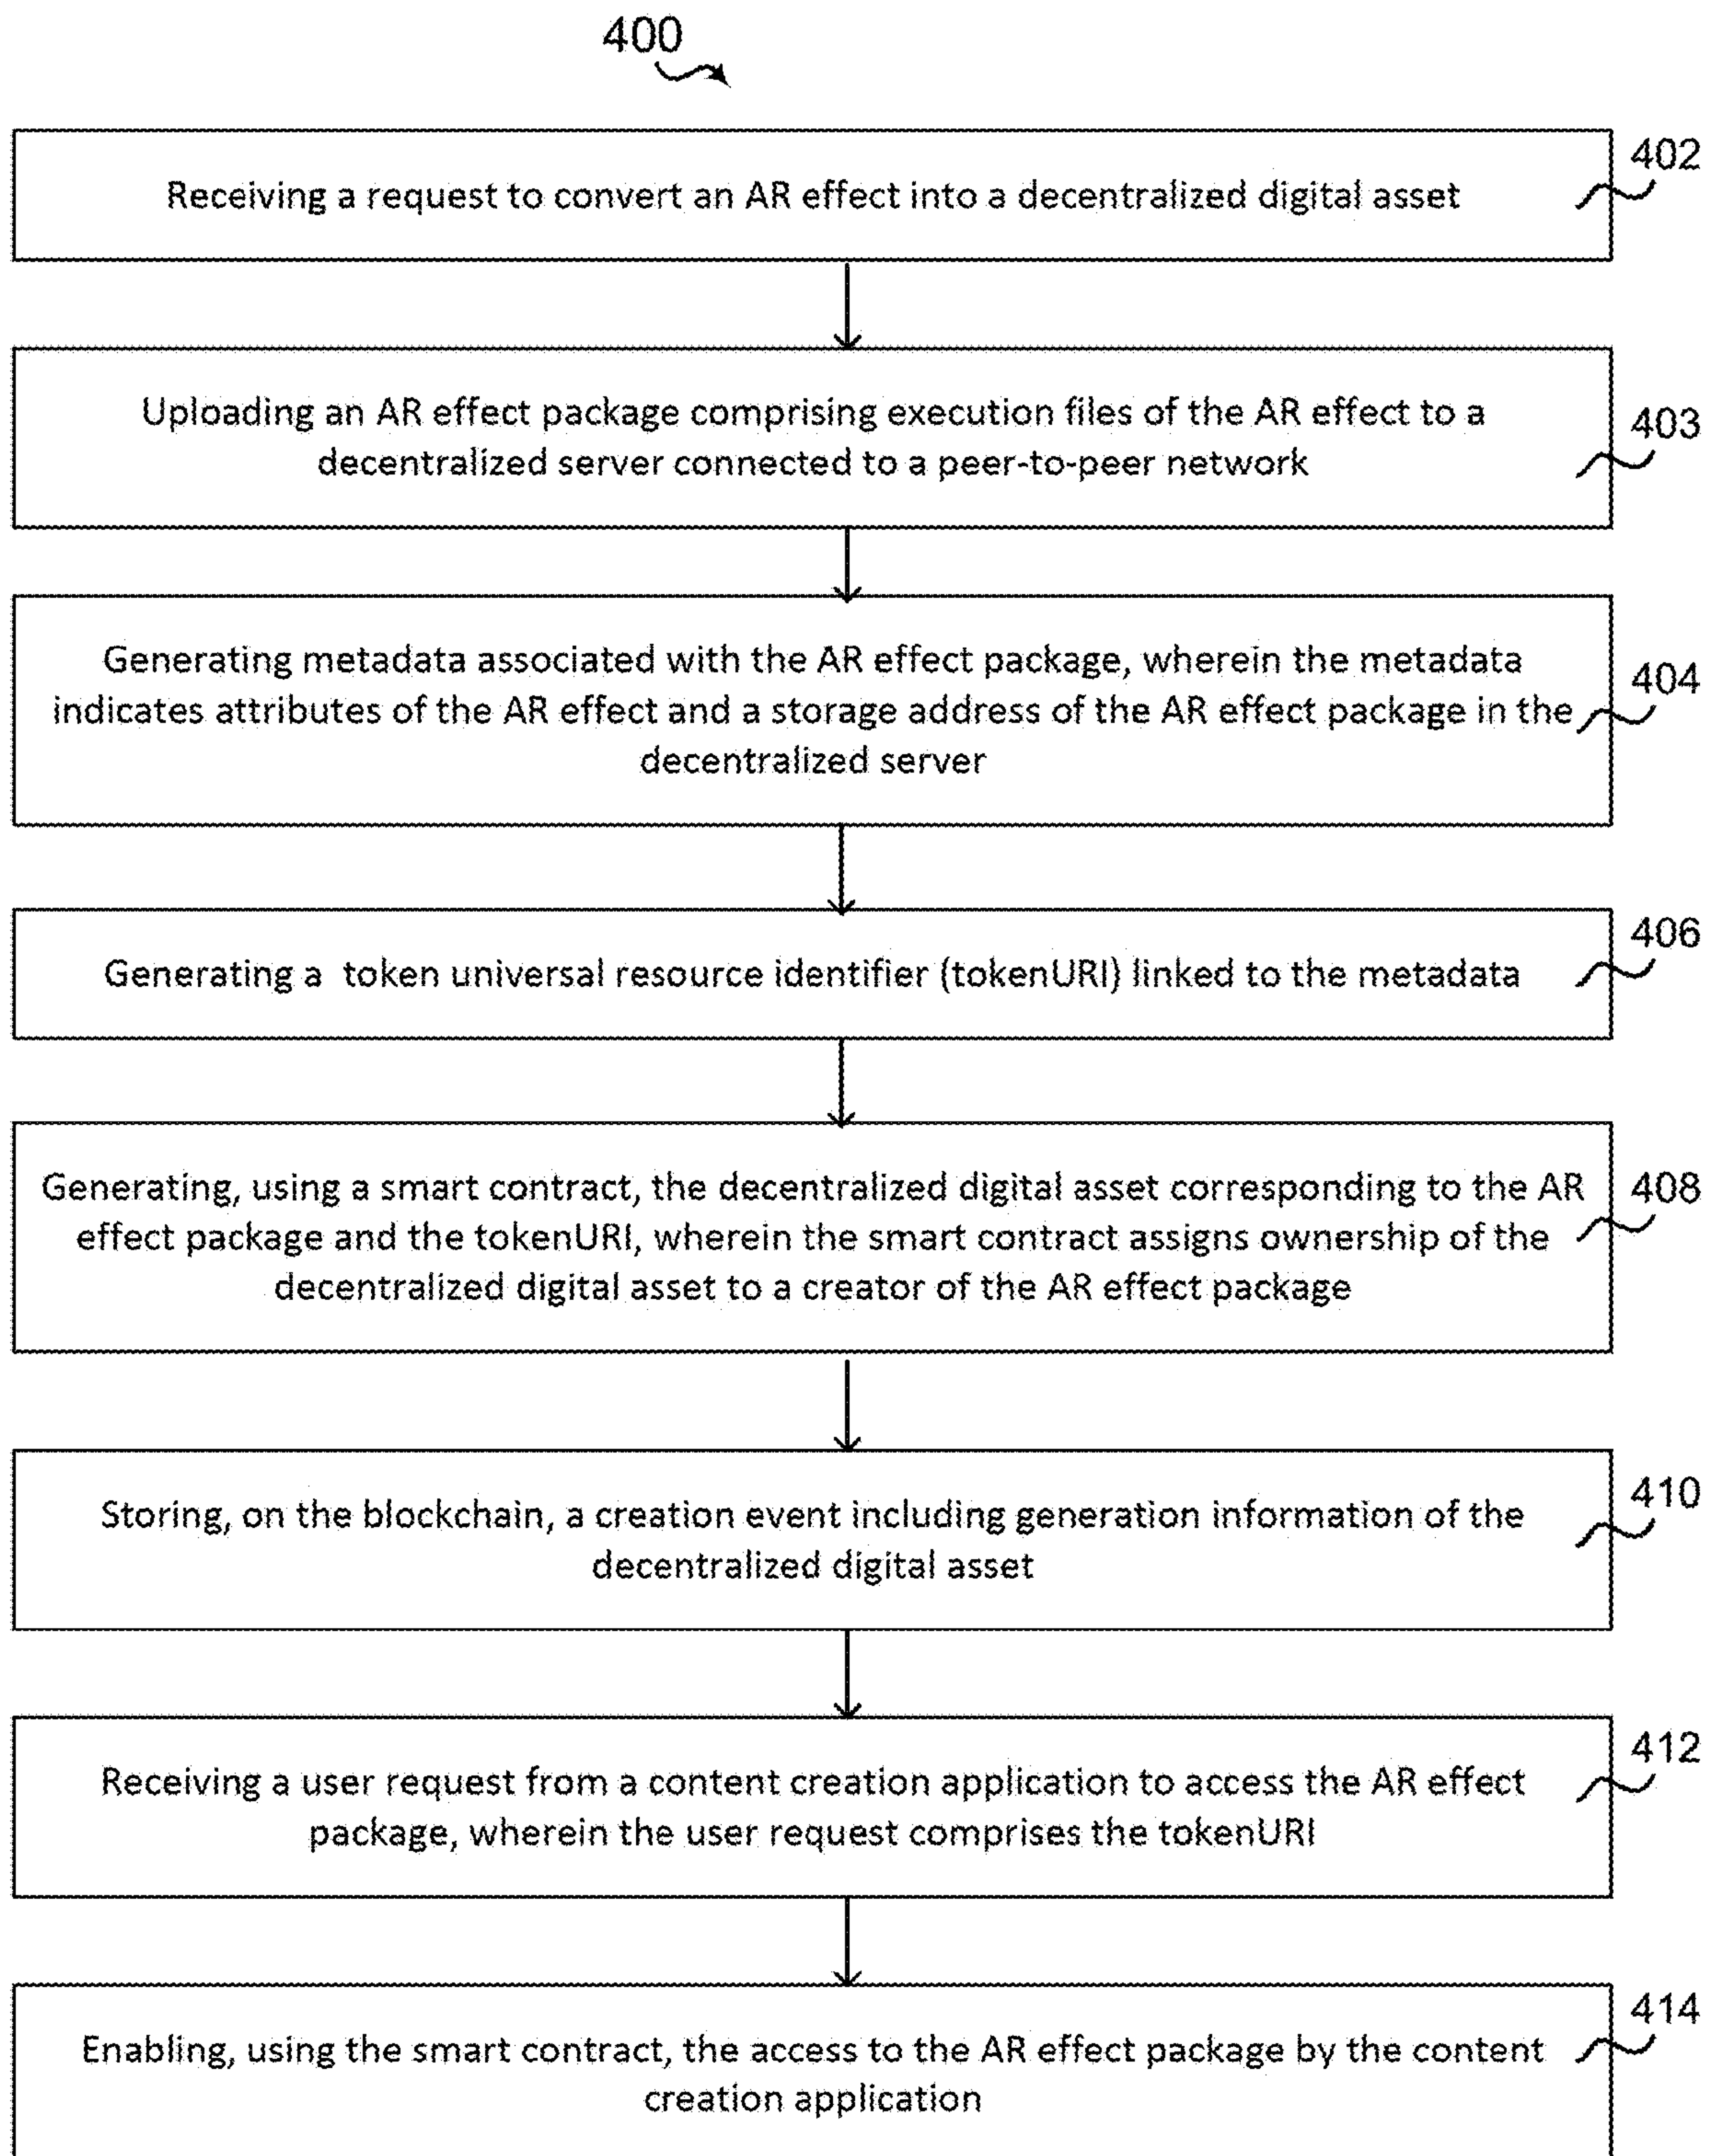 400
Receiving a request to convert an AR effect into a decentralized digital asset
402
Uploading an AR effect package comprising execution files of the AR effect to a
decentralized server connected to a peer-to-peer network
403
Generating metadata associated with the AR effect package, wherein the metadata
indicates attributes of the AR effect and a storage address of the AR effect package in the
decentralized server
404
Generating a token universal resource identifier (tokenURI) linked to the metadata
406
Generating, using a smart contract, the decentralized digital asset corresponding to the AR
effect package and the tokenURI, wherein the smart contract assigns ownership of the
decentralized digital asset to a creator of the AR effect package
408
Storing, on the blockchain, a creation event including generation information of the
decentralized digital asset
410
Receiving a user request from a content creation application to access the AR effect
package, wherein the user request comprises the tokenURI
412
Enabling, using the smart contract, the access to the AR effect package by the content
creation application
414